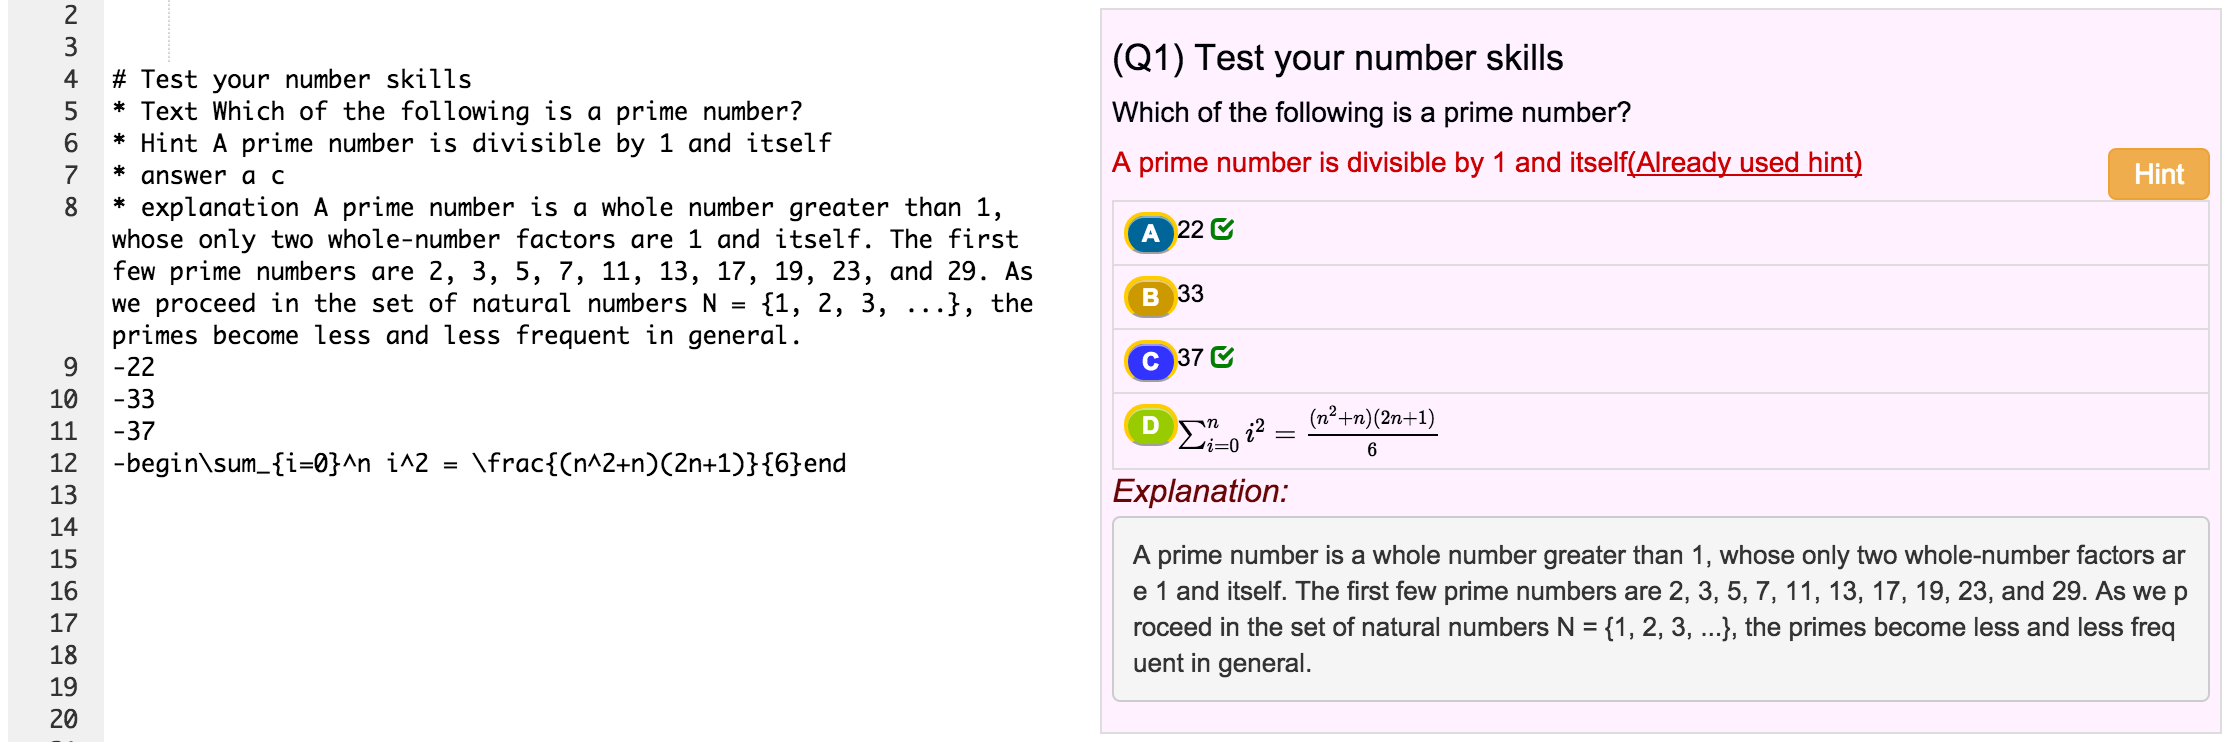 2
3
4 # Test your number skills
5 * Text Which of the following is a prime number?
6 * Hint A prime number is divisible by 1 and itself
7 * answer a c
8 * explanation A prime number is a whole number greater than 1,
whose only two whole-number factors are 1 and itself. The first
few prime numbers are 2, 3, 5, 7, 11, 13, 17, 19, 23, and 29. As
we proceed in the set of natural numbers N = {1, 2, 3, ...}, the
primes become less and less frequent in general.
9 -22
10 -33
11 -37
12 -begin\sum_{i=0}^n i^2 = \frac{(n^2+n)(2n+1)}{6}end
13
14
15
16
17
18
19
20
(Q1) Test your number skills
Which of the following is a prime number?
A prime number is divisible by 1 and itself(Already used hint)
Hint
A 22
B 33
C 37
D ∑ⁿᵢ₌₀ i² = (n²+n)(2n+1)/6
Explanation:
A prime number is a whole number greater than 1, whose only two whole-number factors ar
e 1 and itself. The first few prime numbers are 2, 3, 5, 7, 11, 13, 17, 19, 23, and 29. As we p
roceed in the set of natural numbers N = {1, 2, 3, ...}, the primes become less and less freq
uent in general.